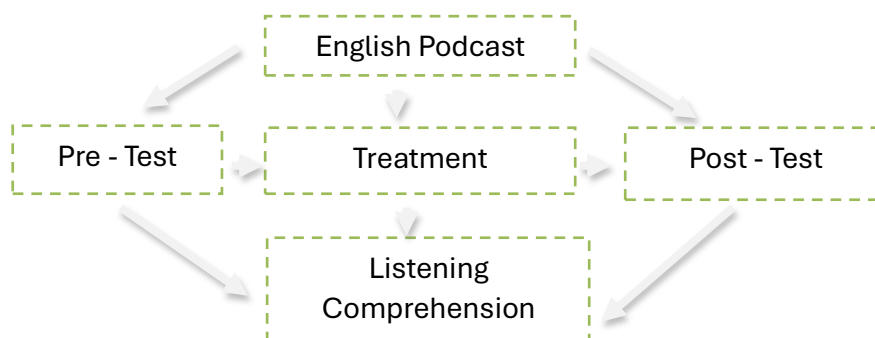 English Podcast
Pre - Test
Treatment
Post - Test
Listening
Comprehension